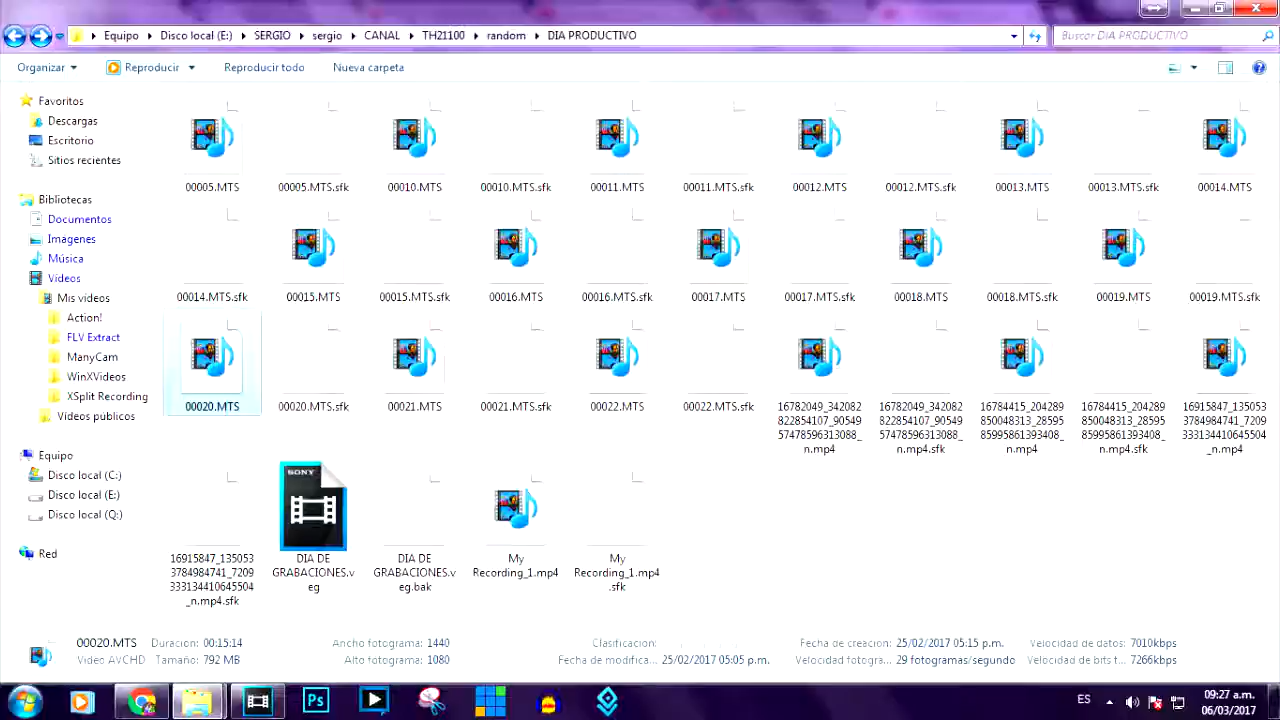 Equipo Disco local (E:) SERGIO sergio CANAL TH21100 random DIA PRODUCTIVO Buscar DIA PRODUCTIVO
Organizar Reproducir Reproducir todo Nueva carpeta
Favoritos
Descargas
Escritorio
Sitios recientes
Bibliotecas
Documentos
Imagenes
Música
Vídeos
Mis vídeos
Action!
FLV Extract
ManyCam
WinXVideos
XSplit Recording
Vídeos públicos
Equipo
Disco local (C:)
Disco local (E:)
Disco local (Q:)
Red
00005.MTS 00005.MTS.sfk 00010.MTS 00010.MTS.sfk 00011.MTS 00011.MTS.sfk 00012.MTS 00012.MTS.sfk 00013.MTS 00013.MTS.sfk 00014.MTS
00014.MTS.sfk 00015.MTS 00015.MTS.sfk 00016.MTS 00016.MTS.sfk 00017.MTS 00017.MTS.sfk 00018.MTS 00018.MTS.sfk 00019.MTS 00019.MTS.sfk
00020.MTS 00020.MTS.sfk 00021.MTS 00021.MTS.sfk 00022.MTS 00022.MTS.sfk 16782049_342082 16782049_342082 16784415_204289 16784415_204289 16915847_135053
822854107_90549 822854107_90549 850048313_28595 850048313_28595 3784984741_7209
57478596313088_ 57478596313088_ 85995861393408_ 85995861393408_ 333134410645504
n.mp4 n.mp4.sfk n.mp4 n.mp4.sfk _n.mp4
SONY
16915847_135053 DIA DE DIA DE My My
3784984741_7209 GRABACIONES.v GRABACIONES.v Recording_1.mp4 Recording_1.mp4
333134410645504 eg eg.bak .sfk
_n.mp4.sfk
00020.MTS Duración: 00:15:14 Ancho fotograma: 1440 Clasificación: Fecha de creación: 25/02/2017 05:15 p.m. Velocidad de datos: 7010kbps
Video AVCHD Tamaño: 792 MB Alto fotograma: 1080 Fecha de modifica... 25/02/2017 05:05 p.m. Velocidad fotogra... 29 fotogramas/segundo Velocidad de bits t... 7266kbps
Ps
ES
09:27 a.m.
06/03/2017